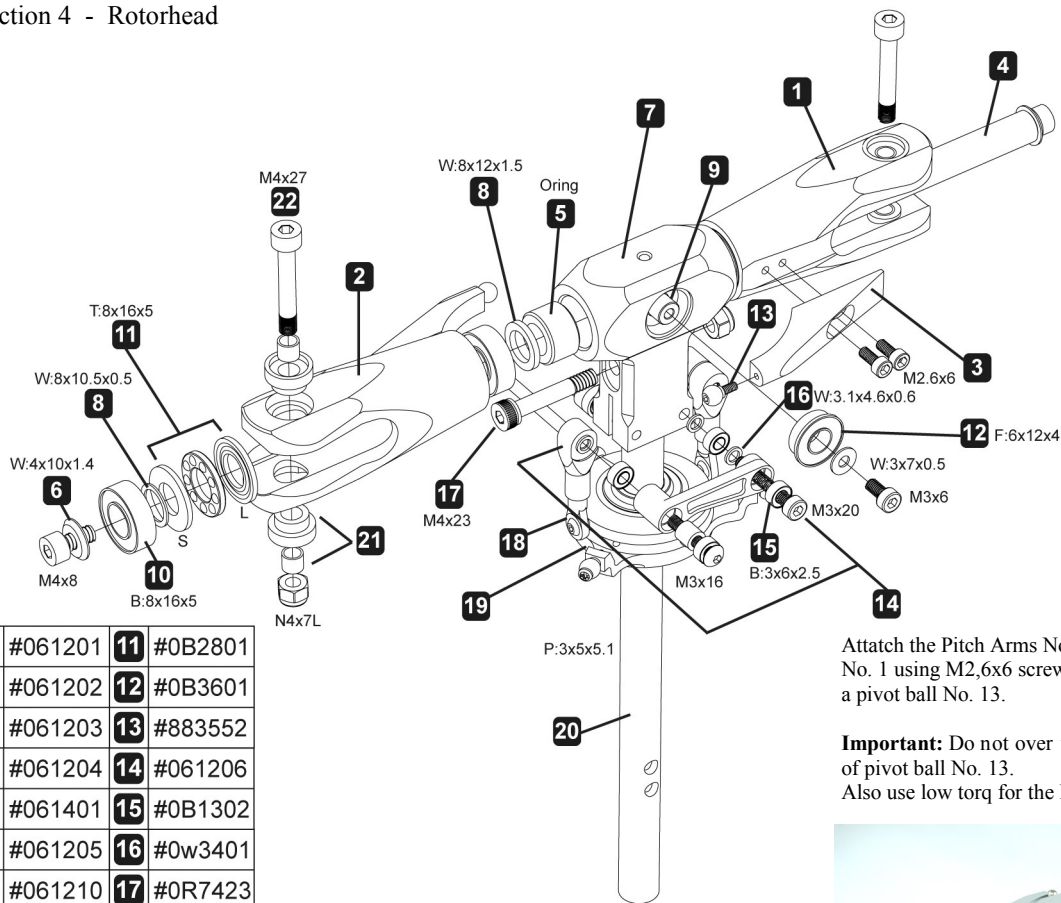 ction 4 - Rotorhead
4
1
7
W:8x12x1.5
9
M4x27
8
Oring
22
5
2
T:8x16x5
13
11
3
M2.6x6
W:8x10.5x0.5
16 W:3.1x4.6x0.6
8
12 F:6x12x4
W:4x10x1.4
W:3x7x0.5
6
17
M4x23
M3x6
L
M3x20
S
18
21
15
M4x8
10
M3x16
B:3x6x2.5
B:8x16x5
19
14
N4x7L
P:3x5x5.1
20
#061201 11 #0B2801
#061202 12 #0B3601
#061203 13 #883552
#061204 14 #061206
#061401 15 #0B1302
#061205 16 #0w3401
#061210 17 #0R7423
Attatch the Pitch Arms
No. 1 using M2,6x6
a pivot ball No. 13.
Important: Do not over
of pivot ball No. 13.
Also use low torq for the